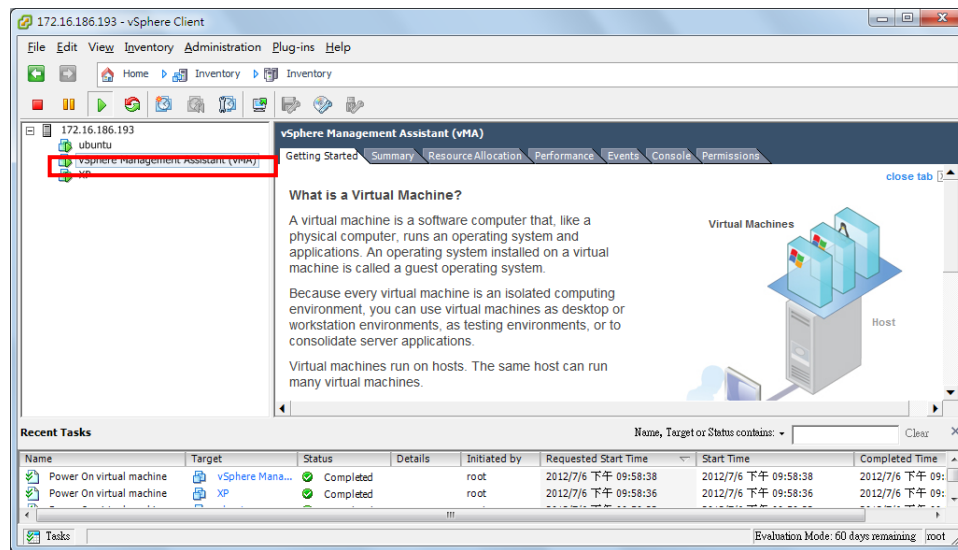 172.16.186.193 - vSphere Client
File Edit View Inventory Administration Plug-ins Help
Home Inventory Inventory
172.16.186.193
ubuntu
vSphere Management Assistant (vMA)
XP
vSphere Management Assistant (vMA)
Getting Started Summary Resource Allocation Performance Events Console Permissions
close tab
What is a Virtual Machine?
A virtual machine is a software computer that, like a
physical computer, runs an operating system and
applications. An operating system installed on a virtual
machine is called a guest operating system.
Because every virtual machine is an isolated computing
environment, you can use virtual machines as desktop or
workstation environments, as testing environments, or to
consolidate server applications.
Virtual machines run on hosts. The same host can run
many virtual machines.
Virtual Machines
Host
Recent Tasks
Name, Target or Status contains: Clear
Name Target Status Details Initiated by Requested Start Time Start Time Completed Time
Power On virtual machine vSphere Mana... Completed root 2012/7/6 下午 09:58:38 2012/7/6 下午 09:58:38 2012/7/6 下午 09:
Power On virtual machine XP Completed root 2012/7/6 下午 09:58:36 2012/7/6 下午 09:58:36 2012/7/6 下午 09:
Tasks Evaluation Mode: 60 days remaining root